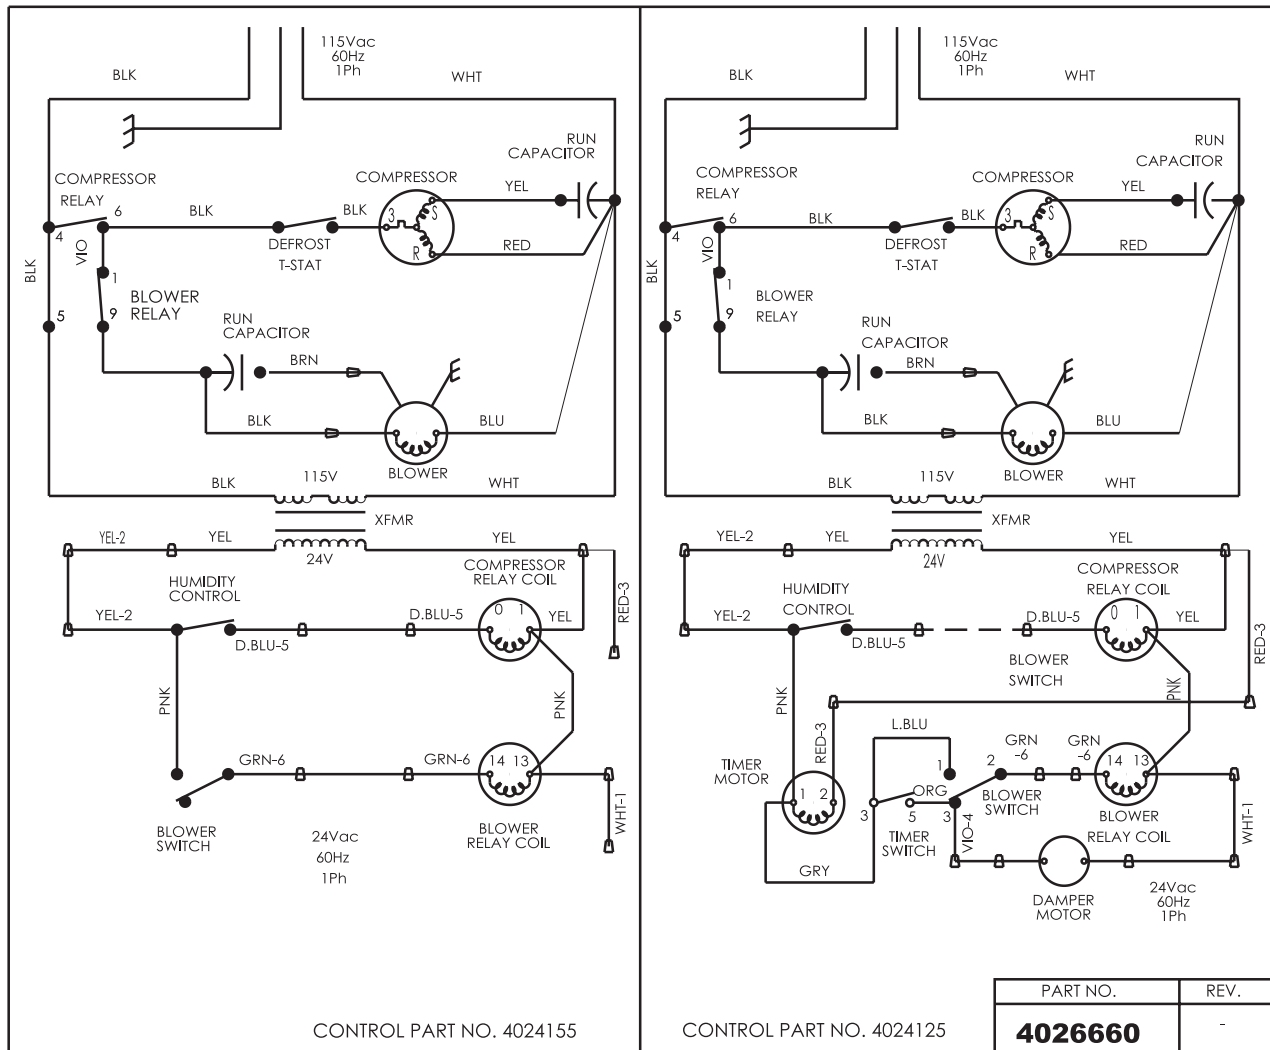 115Vac
60Hz
1Ph
BLK
WHT
RUN
CAPACITOR
COMPRESSOR
RELAY
COMPRESSOR
YEL
6
BLK
BLK
3
S
4
VIO
DEFROST
T-STAT
R
RED
BLK
1
BLOWER
RELAY
5
9
RUN
CAPACITOR
BRN
BLK
BLU
BLOWER
BLK
115V
WHT
XFMR
YEL-2
YEL
24V
YEL
COMPRESSOR
RELAY COIL
HUMIDITY
CONTROL
0 1
YEL-2
D.BLU-5
D.BLU-5
YEL
RED-3
PNK
PNK
GRN-6
GRN-6
14 13
BLOWER
SWITCH
24Vac
60Hz
1Ph
BLOWER
RELAY COIL
WHT-1
CONTROL PART NO. 4024155
115Vac
60Hz
1Ph
BLK
WHT
RUN
CAPACITOR
COMPRESSOR
RELAY
COMPRESSOR
YEL
6
BLK
BLK
3
S
4
VIO
DEFROST
T-STAT
R
RED
BLK
1
BLOWER
RELAY
5
9
RUN
CAPACITOR
BRN
BLK
BLU
BLOWER
BLK
115V
WHT
XFMR
YEL-2
YEL
24V
YEL
COMPRESSOR
RELAY COIL
HUMIDITY
CONTROL
0 1
YEL-2
D.BLU-5
D.BLU-5
YEL
RED-3
BLOWER
SWITCH
PNK
PNK
RED-3
L.BLU
TIMER
MOTOR
1 2
1
2
GRN
-6
GRN
-6
14 13
ORG
BLOWER
SWITCH
3
5
3
TIMER
SWITCH
VIO-4
BLOWER
RELAY COIL
WHT-1
GRY
DAMPER
MOTOR
24Vac
60Hz
1Ph
CONTROL PART NO. 4024125
PART NO.
REV.
4026660
-